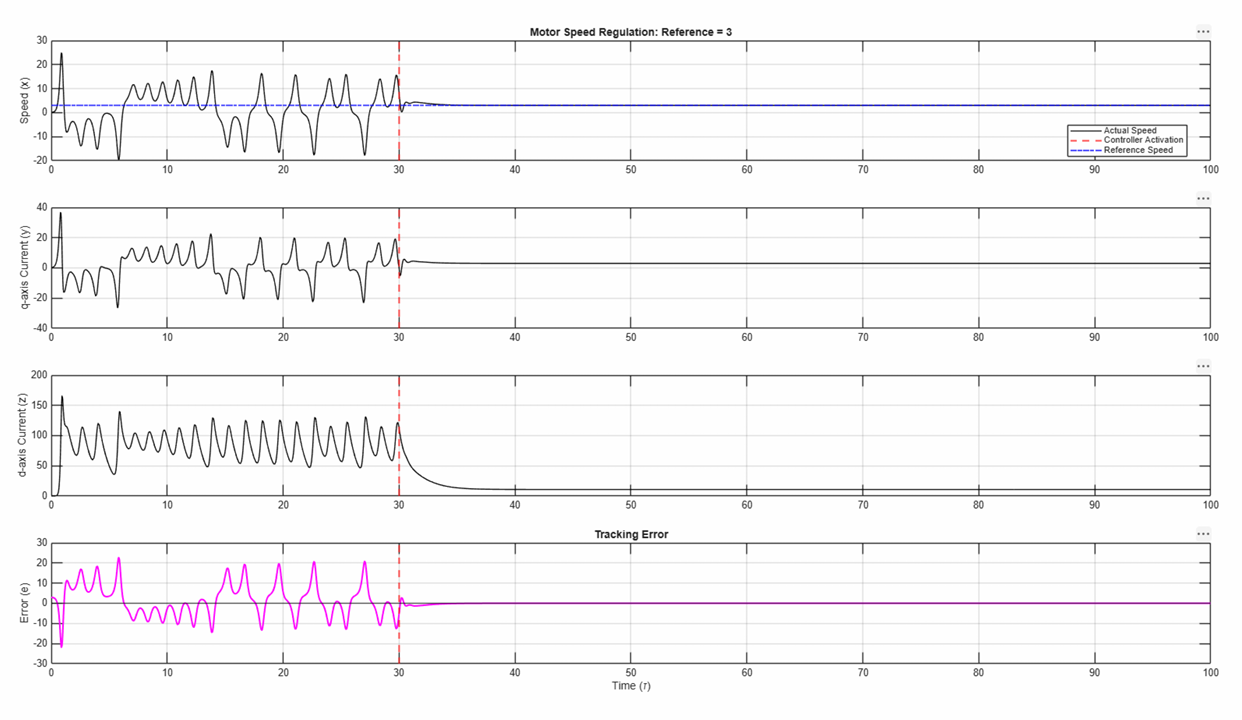 Motor Speed Regulation: Reference = 3
Speed (x)
30
20
10
0
-10
-20
0 10 20 30 40 50 60 70 80 90 100
Actual Speed
Controller Activation
Reference Speed
q-axis Current (y)
40
20
0
-20
-40
0 10 20 30 40 50 60 70 80 90 100
d-axis Current (z)
200
150
100
50
0
0 10 20 30 40 50 60 70 80 90 100
Tracking Error
Error (e)
30
20
10
0
-10
-20
-30
0 10 20 30 40 50 60 70 80 90 100
Time (τ)